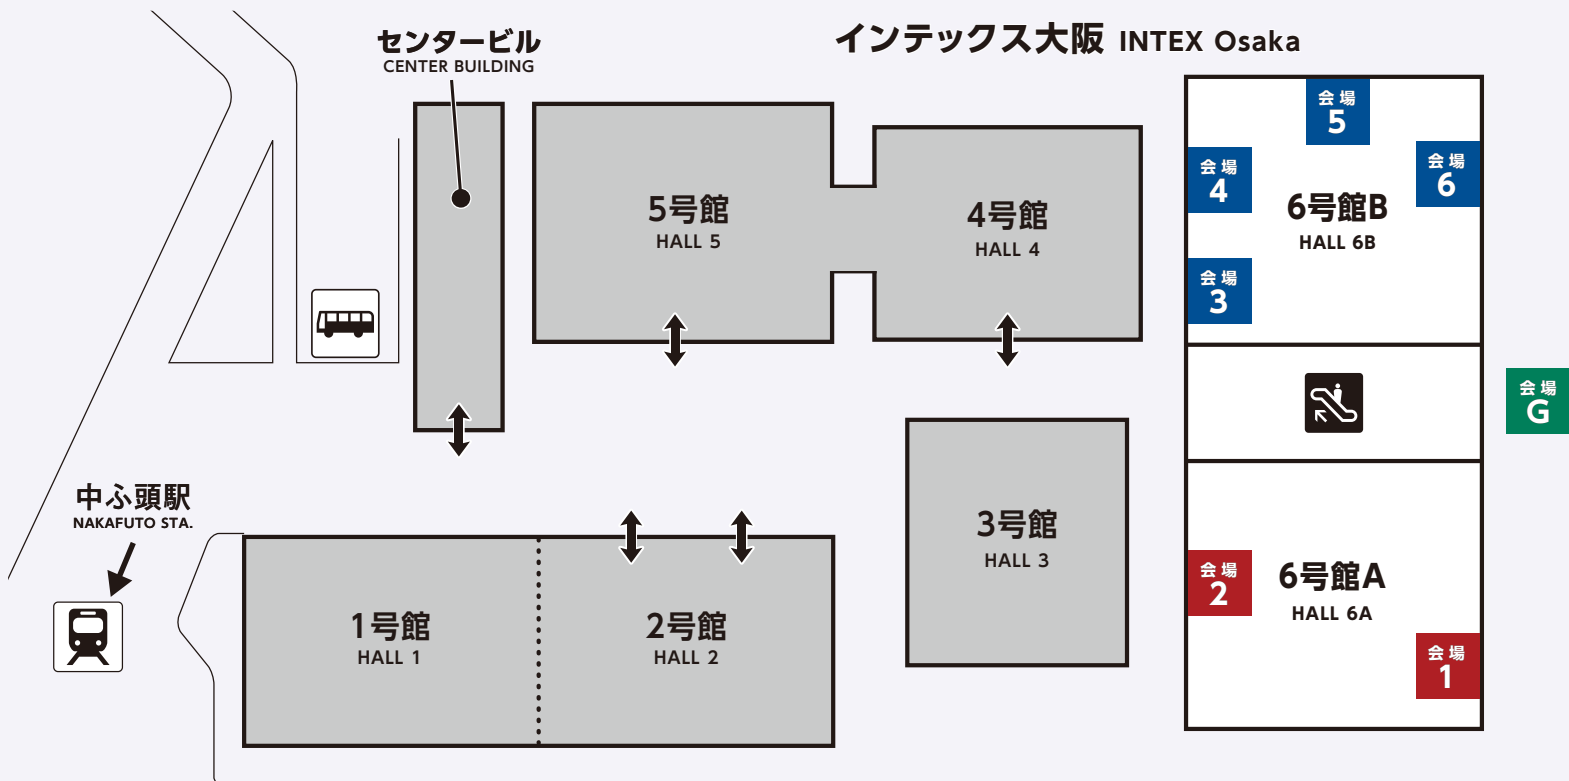 インテックス大阪 INTEX Osaka
センタービル
CENTER BUILDING
5号館
HALL 5
4号館
HALL 4
会場
5
会場
4
会場
6
6号館B
HALL 6B
会場
3
会場
G
中ふ頭駅
NAKAFUTO STA.
3号館
HALL 3
会場
2
6号館A
HALL 6A
会場
1
1号館
HALL 1
2号館
HALL 2